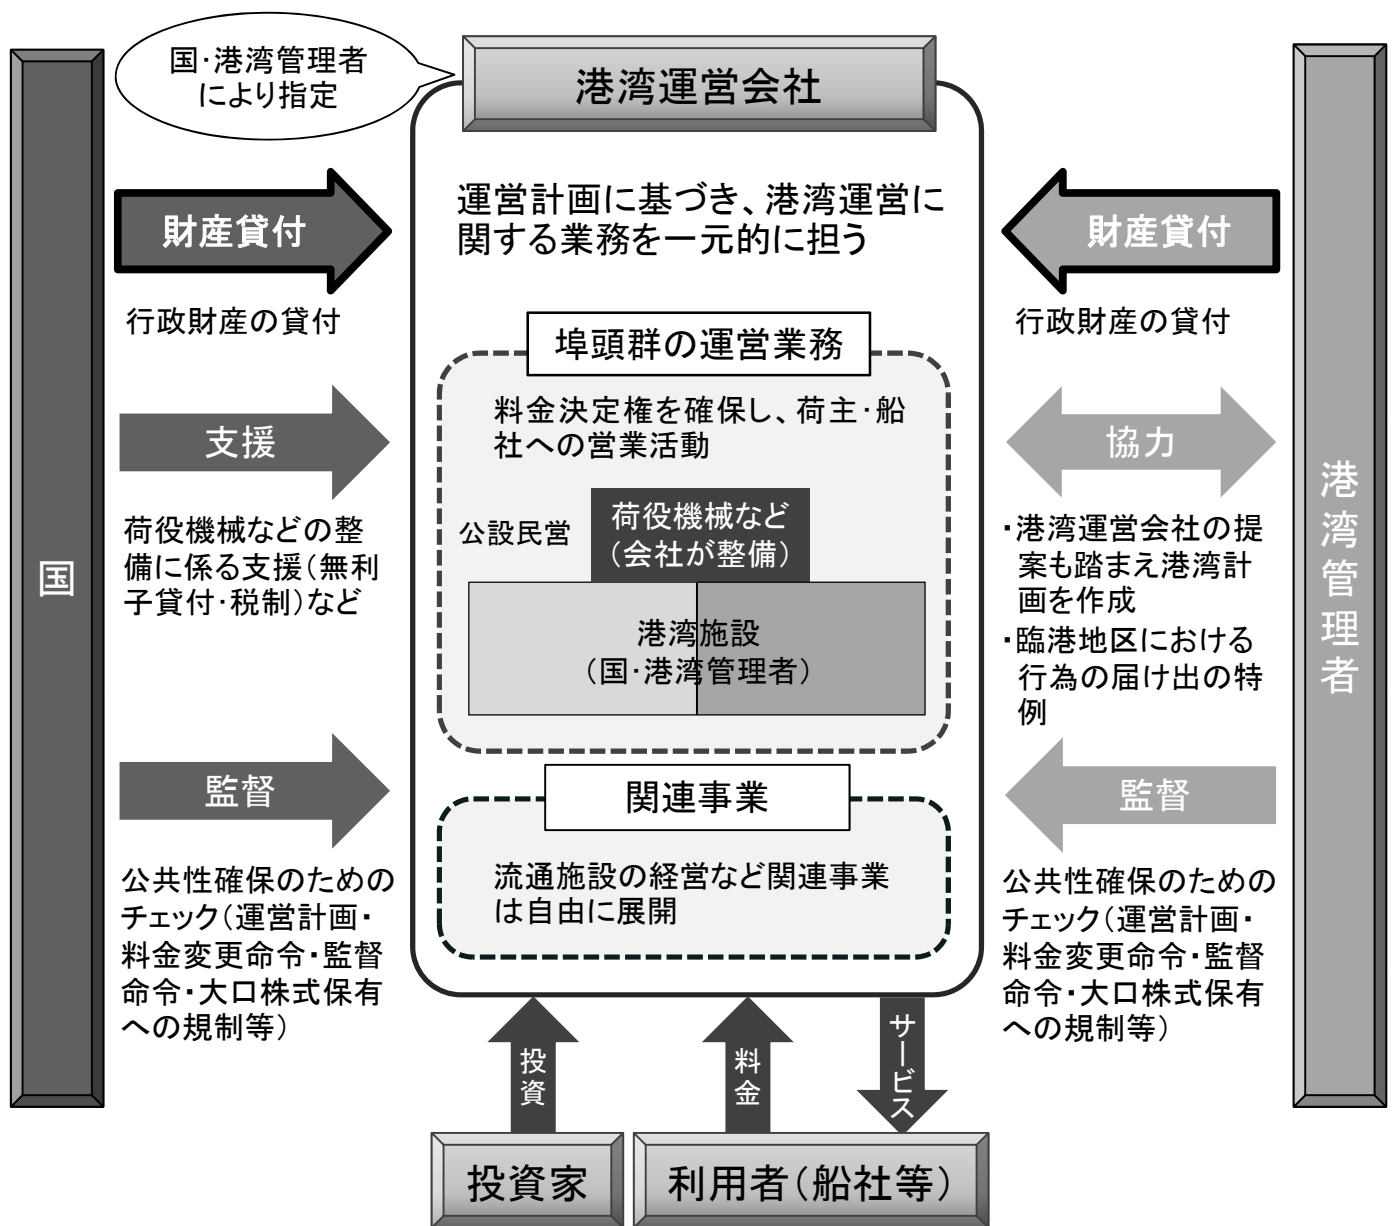 国・港湾管理者
により指定
港湾運営会社
運営計画に基づき、港湾運営に
関する業務を一元的に担う
国
財産貸付
行政財産の貸付
支援
荷役機械などの整
備に係る支援（無利
子貸付・税制）など
監督
公共性確保のための
チェック（運営計画・
料金変更命令・監督
命令・大口株式保有
への規制等）
埠頭群の運営業務
料金決定権を確保し、荷主・船
社への営業活動
公設民営
荷役機械など
（会社が整備）
港湾施設
（国・港湾管理者）
関連事業
流通施設の経営など関連事業
は自由に展開
財産貸付
行政財産の貸付
協力
・港湾運営会社の提
案も踏まえ港湾計
画を作成
・臨港地区における
行為の届け出の特
例
監督
公共性確保のための
チェック（運営計画・
料金変更命令・監督
命令・大口株式保有
への規制等）
港湾管理者
投資
料金
サービス
投資家
利用者（船社等）